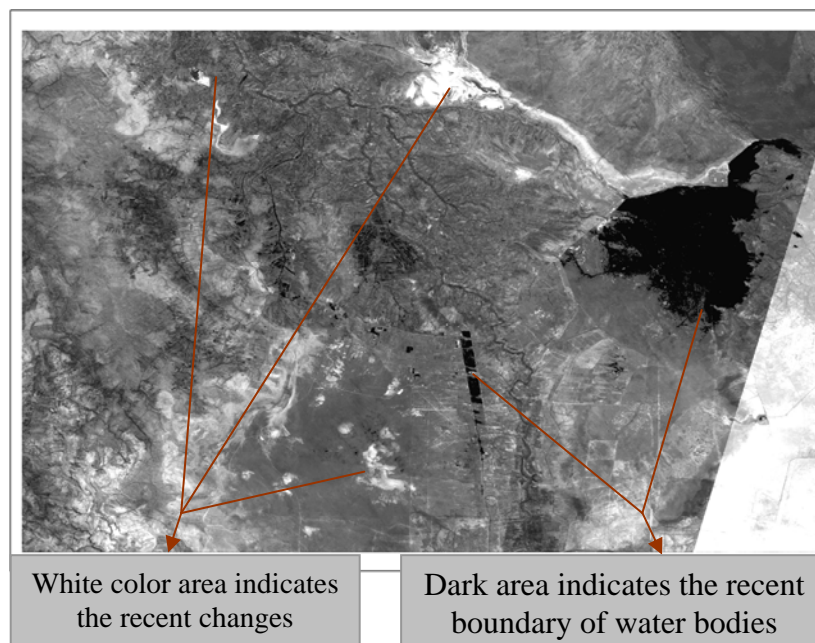 White color area indicates
the recent changes
Dark area indicates the recent
boundary of water bodies